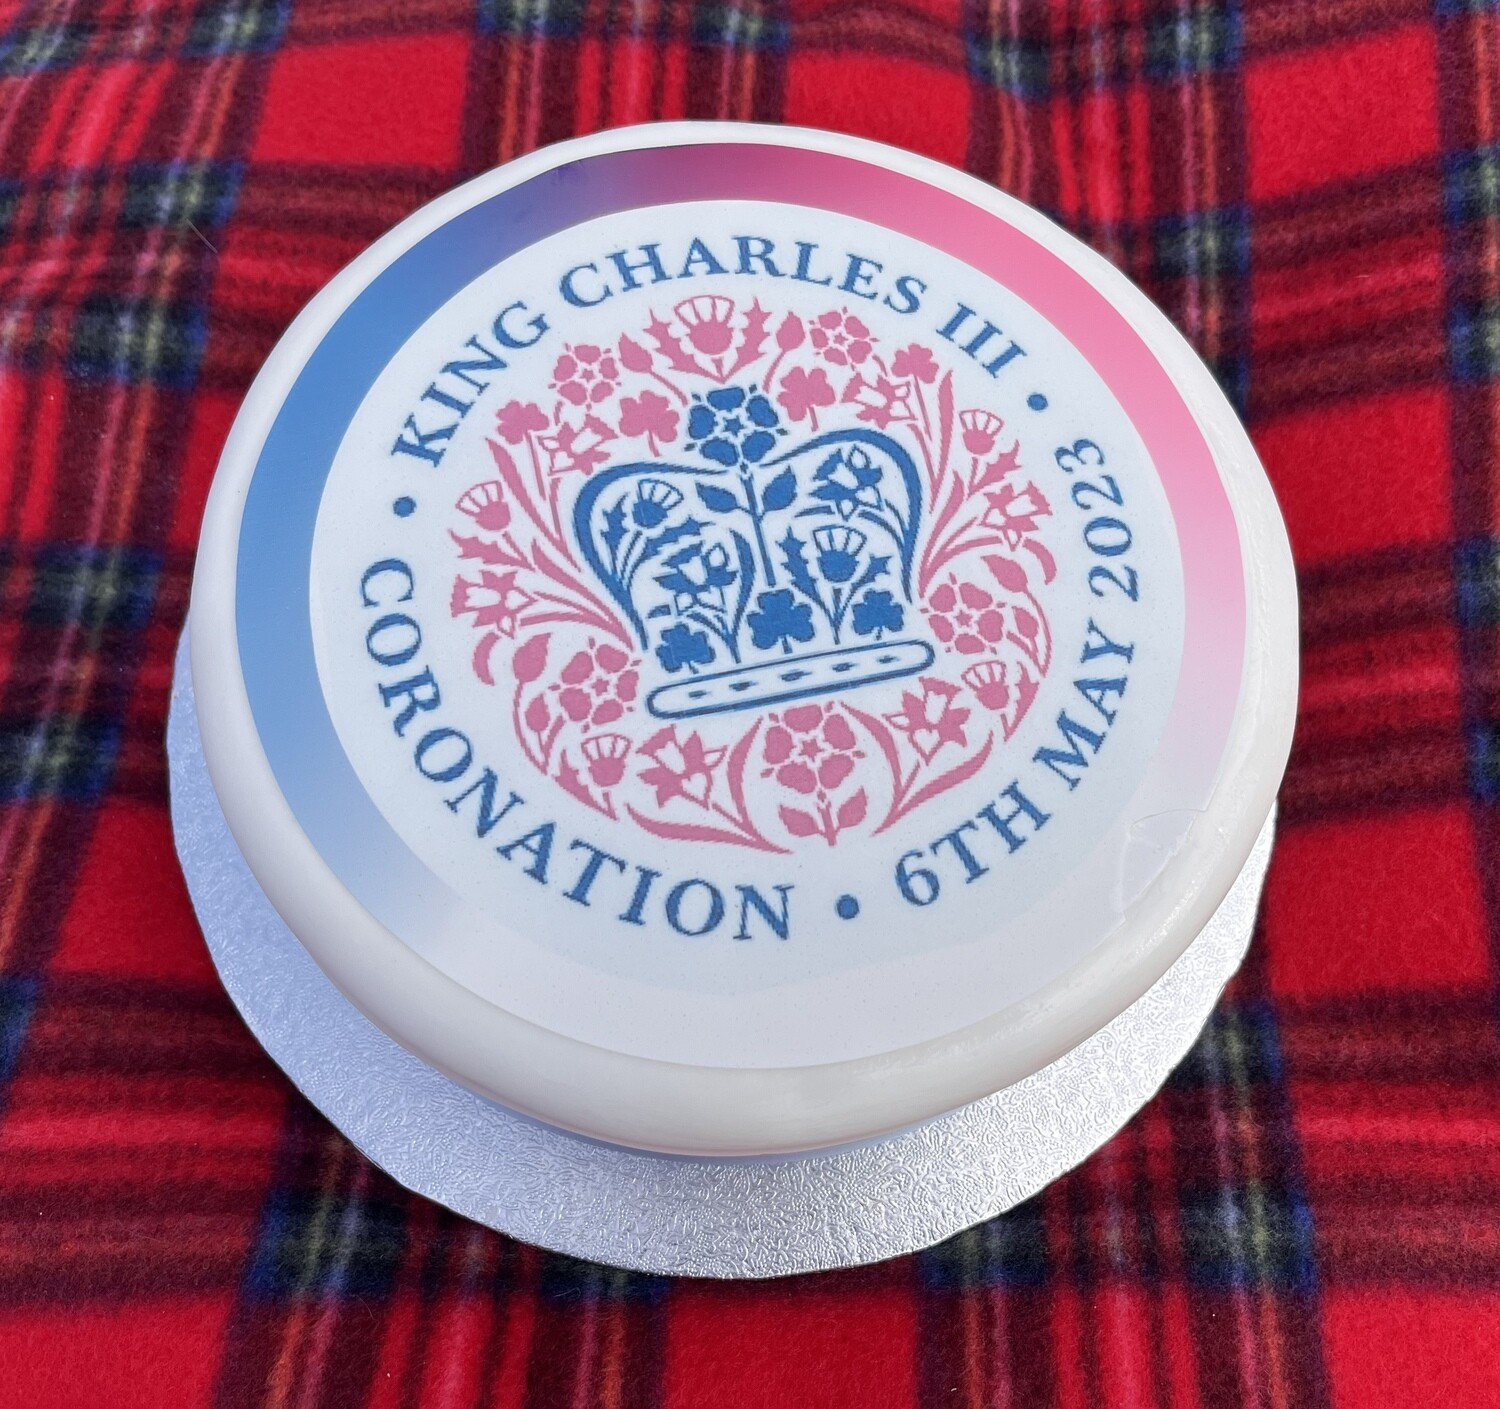 • KING CHARLES III •
CORONATION • 6TH MAY 2023